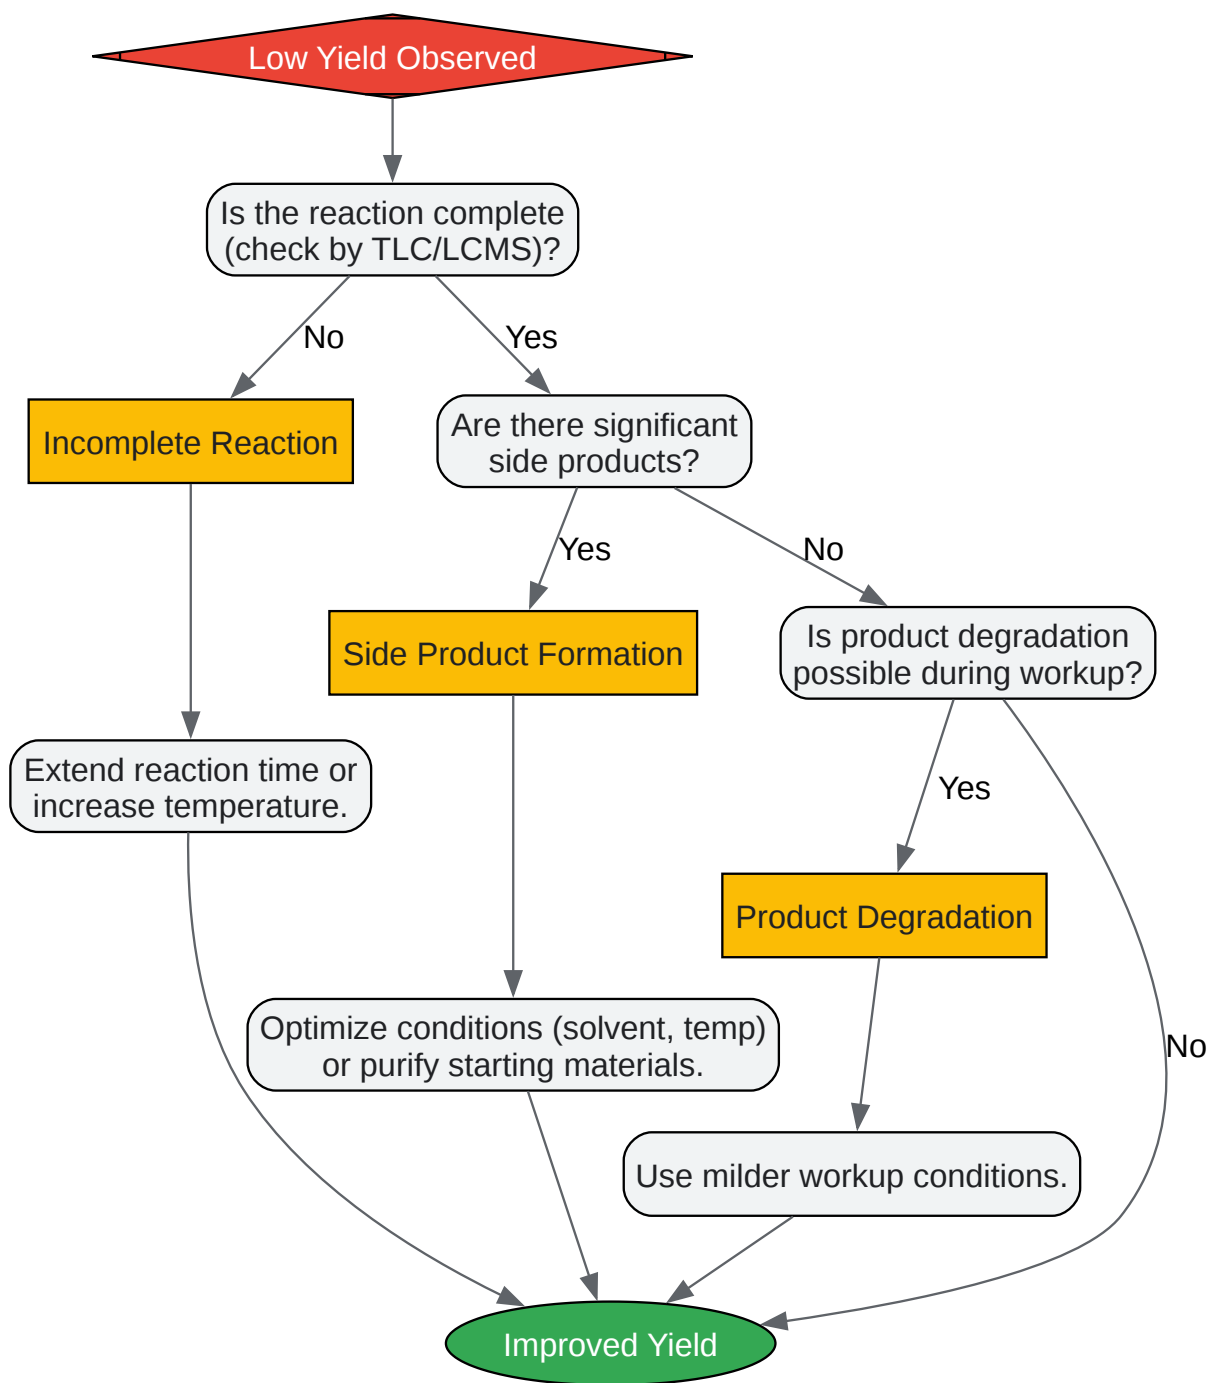 Low Yield Observed
Is the reaction complete
(check by TLC/LCMS)?
No
Yes
Incomplete Reaction
Are there significant
side products?
Yes
No
Side Product Formation
Is product degradation
possible during workup?
Extend reaction time or
increase temperature.
Yes
Product Degradation
Optimize conditions (solvent, temp)
or purify starting materials.
No
Use milder workup conditions.
Improved Yield